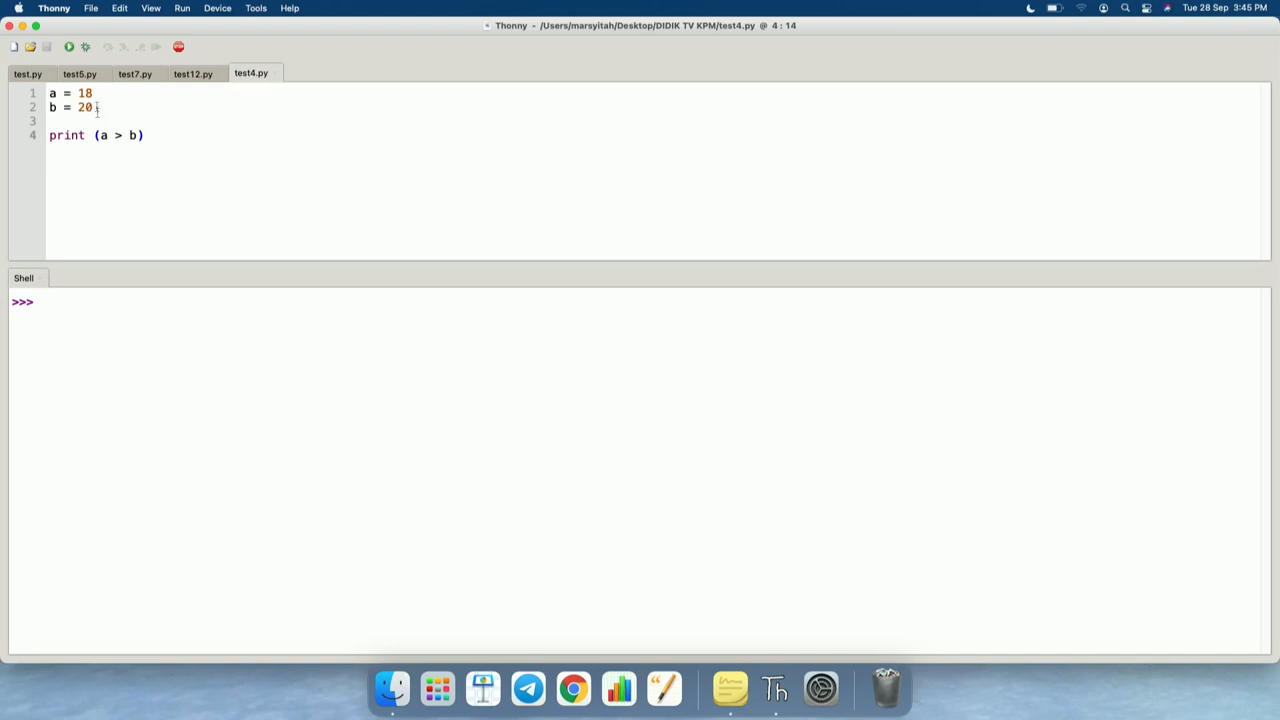 Thonny File Edit View Run Device Tools Help Tue 28 Sep 3:45 PM
Thonny - /Users/marsyitah/Desktop/DIDIK TV KPM/test4.py @ 4 : 14
test.py test5.py test7.py test12.py test4.py
1 a = 18
2 b = 20
3
4 print (a > b)
Shell
>>>
Th